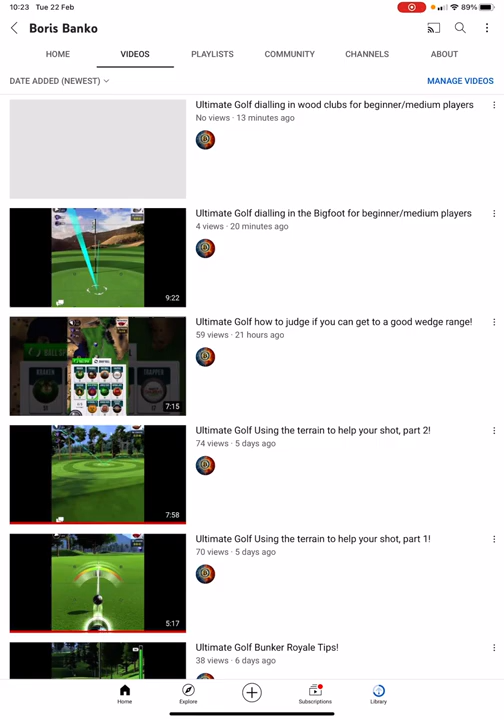 10:23 Tue 22 Feb
89%
Boris Banko
HOME VIDEOS PLAYLISTS COMMUNITY CHANNELS ABOUT
DATE ADDED (NEWEST) MANAGE VIDEOS
Ultimate Golf dialling in wood clubs for beginner/medium players
No views · 13 minutes ago
Ultimate Golf dialling in the Bigfoot for beginner/medium players
4 views · 20 minutes ago
9:22
Ultimate Golf how to judge if you can get to a good wedge range!
59 views · 21 hours ago
7:15
Ultimate Golf Using the terrain to help your shot, part 2!
74 views · 5 days ago
7:58
Ultimate Golf Using the terrain to help your shot, part 1!
70 views · 5 days ago
5:17
Ultimate Golf Bunker Royale Tips!
38 views · 6 days ago
Home Explore Subscriptions Library